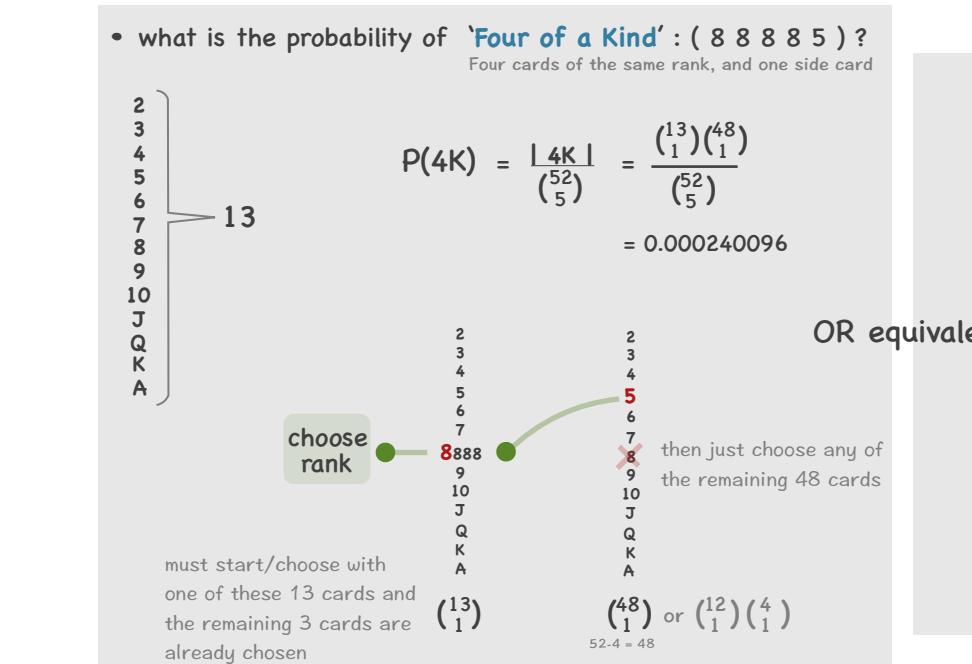 • what is the probability of 'Four of a Kind' : ( 8 8 8 8 5 ) ?
Four cards of the same rank, and one side card
2
3
4
5
6
7
8
9
10
J
Q
K
A
13
P(4K) = | 4K | / (52 5) = (13 1)(48 1) / (52 5)
= 0.000240096
OR equivale
choose
rank
2
3
4
5
6
7
8888
9
10
J
Q
K
A
2
3
4
5
6
7
8
9
10
J
Q
K
A
then just choose any of
the remaining 48 cards
must start/choose with
one of these 13 cards and
the remaining 3 cards are
already chosen
(13 1)
(48 1) or (12 1)(4 1)
52-4 = 48